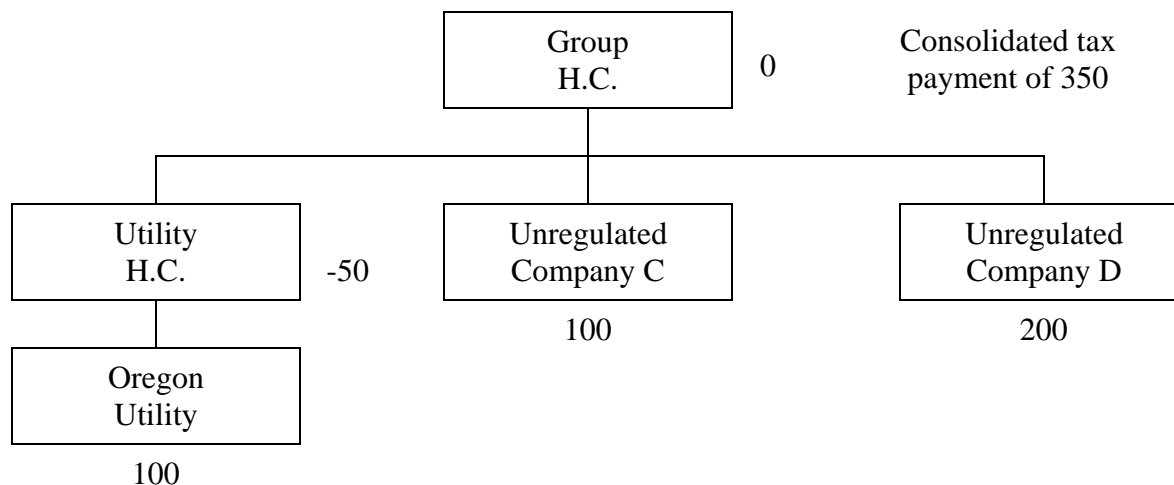 Group
H.C.
0
Consolidated tax
payment of 350
Utility
H.C.
-50
Unregulated
Company C
Unregulated
Company D
100
200
Oregon
Utility
100